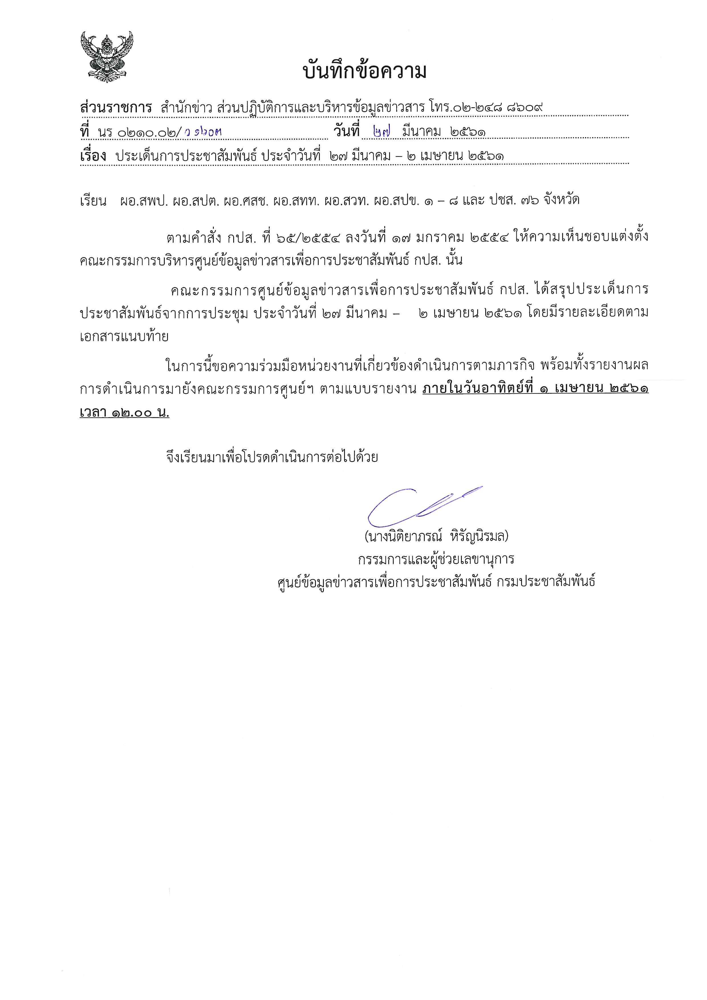 บันทึกข้อความ
ส่วนราชการ สำนักข่าว ส่วนปฏิบัติการและบริหารข้อมูลข่าวสาร โทร.๐๒-๒๔๘ ๘๖๐๙
ที่ นร ๐๒๑๐.๐๒/ว ๑๖๐๓ วันที่ ๒๗ มีนาคม ๒๕๖๑
เรื่อง ประเด็นการประชาสัมพันธ์ ประจำวันที่ ๒๗ มีนาคม – ๒ เมษายน ๒๕๖๑
เรียน ผอ.สพป. ผอ.สปต. ผอ.ศสช. ผอ.สทท. ผอ.สวท. ผอ.สปข. ๑ – ๘ และ ปชส. ๗๖ จังหวัด
ตามคำสั่ง กปส. ที่ ๖๕/๒๕๕๔ ลงวันที่ ๑๗ มกราคม ๒๕๕๔ ให้ความเห็นชอบแต่งตั้ง
คณะกรรมการบริหารศูนย์ข้อมูลข่าวสารเพื่อการประชาสัมพันธ์ กปส. นั้น
คณะกรรมการศูนย์ข้อมูลข่าวสารเพื่อการประชาสัมพันธ์ กปส. ได้สรุปประเด็นการ
ประชาสัมพันธ์จากการประชุม ประจำวันที่ ๒๗ มีนาคม – ๒ เมษายน ๒๕๖๑ โดยมีรายละเอียดตาม
เอกสารแนบท้าย
ในการนี้ขอความร่วมมือหน่วยงานที่เกี่ยวข้องดำเนินการตามภารกิจ พร้อมทั้งรายงานผล
การดำเนินการมายังคณะกรรมการศูนย์ฯ ตามแบบรายงาน ภายในวันอาทิตย์ที่ ๑ เมษายน ๒๕๖๑
เวลา ๑๒.๐๐ น.
จึงเรียนมาเพื่อโปรดดำเนินการต่อไปด้วย
(นางนิติยาภรณ์ หิรัญนิรมล)
กรรมการและผู้ช่วยเลขานุการ
ศูนย์ข้อมูลข่าวสารเพื่อการประชาสัมพันธ์ กรมประชาสัมพันธ์